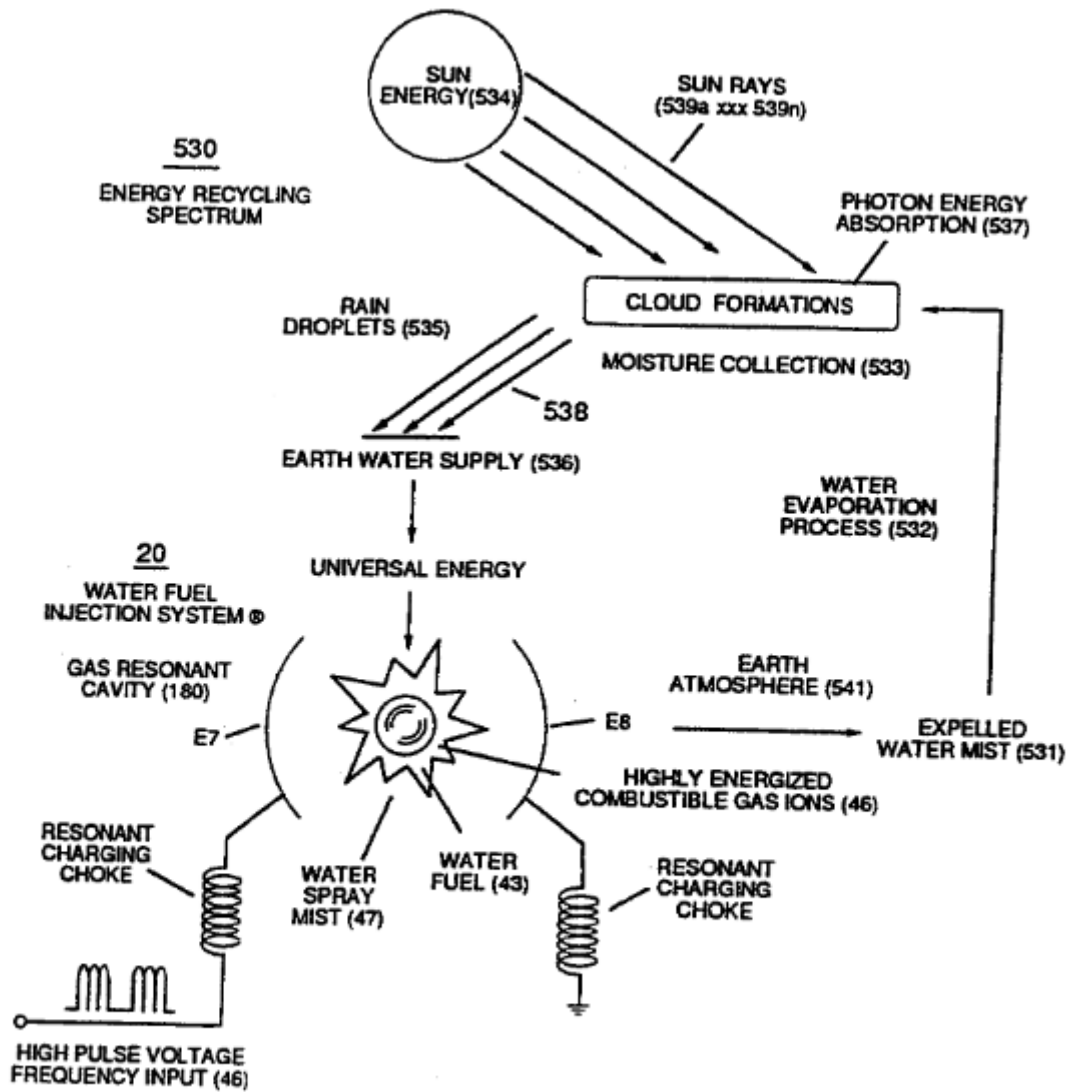 SUN
ENERGY(534)
SUN RAYS
(539a xxx 539n)
530
ENERGY RECYCLING
SPECTRUM
PHOTON ENERGY
ABSORPTION (537)
CLOUD FORMATIONS
RAIN
DROPLETS (535)
MOISTURE COLLECTION (533)
538
EARTH WATER SUPPLY (536)
WATER
EVAPORATION
PROCESS (532)
UNIVERSAL ENERGY
20
WATER FUEL
INJECTION SYSTEM ®
GAS RESONANT
CAVITY (180)
E7
E8
EARTH
ATMOSPHERE (541)
EXPELLED
WATER MIST (531)
HIGHLY ENERGIZED
COMBUSTIBLE GAS IONS (46)
RESONANT
CHARGING
CHOKE
WATER
SPRAY
MIST (47)
WATER
FUEL (43)
RESONANT
CHARGING
CHOKE
HIGH PULSE VOLTAGE
FREQUENCY INPUT (46)